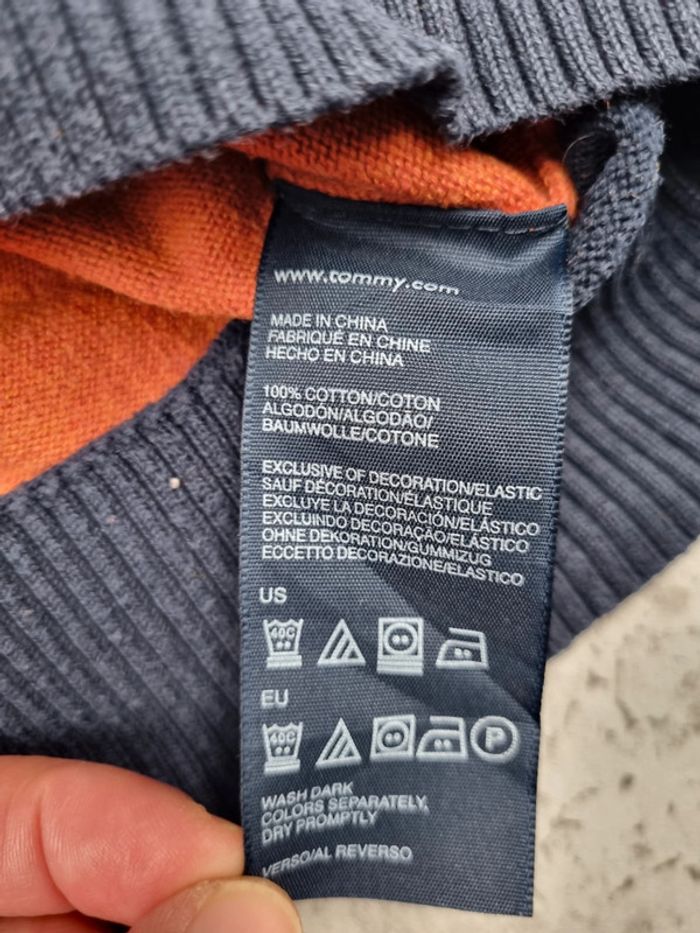 www.tommy.com
MADE IN CHINA
FABRIQUÉ EN CHINE
HECHO EN CHINA
100% COTTON/COTON
ALGODÓN/ALGODÃO/
BAUMWOLLE/COTONE
EXCLUSIVE OF DECORATION/ELASTIC
SAUF DÉCORATION/ÉLASTIQUE
EXCLUYE LA DECORACIÓN/ELÁSTICO
EXCLUINDO DECORAÇÃO/ELÁSTICO
OHNE DEKORATION/GUMMIZUG
ECCETTO DECORAZIONE/ELASTICO
US
40C
EU
40C P
WASH DARK
COLORS SEPARATELY,
DRY PROMPTLY
VERSO/AL REVERSO